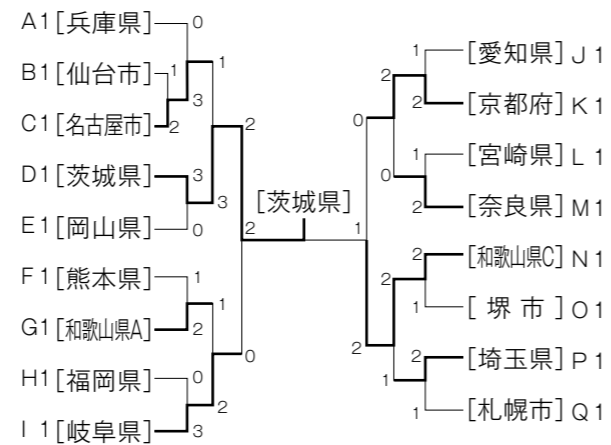 A1[兵庫県] 0
B1[仙台市] 1
1
3
C1[名古屋市] 2
2
D1[茨城県] 3
3
E1[岡山県] 0
[茨城県]
2
F1[熊本県] 1
1
G1[和歌山県A] 2
0
H1[福岡県] 0
2
I1[岐阜県] 3
1 [愛知県] J1
2
2 [京都府] K1
0
1 [宮崎県] L1
0
2 [奈良県] M1
1
2 [和歌山県C] N1
2
1 [堺市] O1
2
2 [埼玉県] P1
1
1 [札幌市] Q1